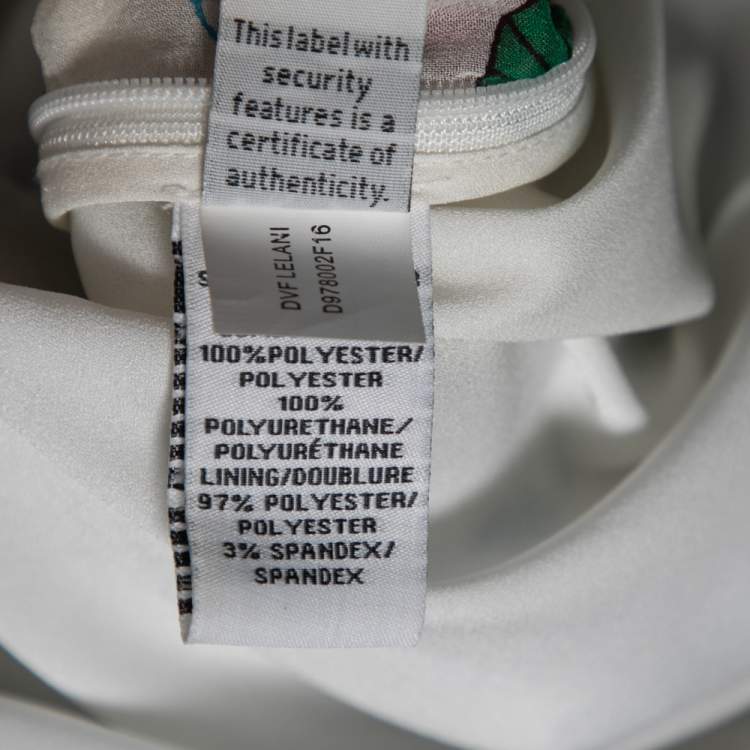 This label with
security
features is a
certificate of
authenticity.
DVF LELANI
D978002F16
100%POLYESTER/
POLYESTER
100%
POLYURETHANE/
POLYURÉTHANE
LINING/DOUBLURE
97% POLYESTER/
POLYESTER
3% SPANDEX/
SPANDEX